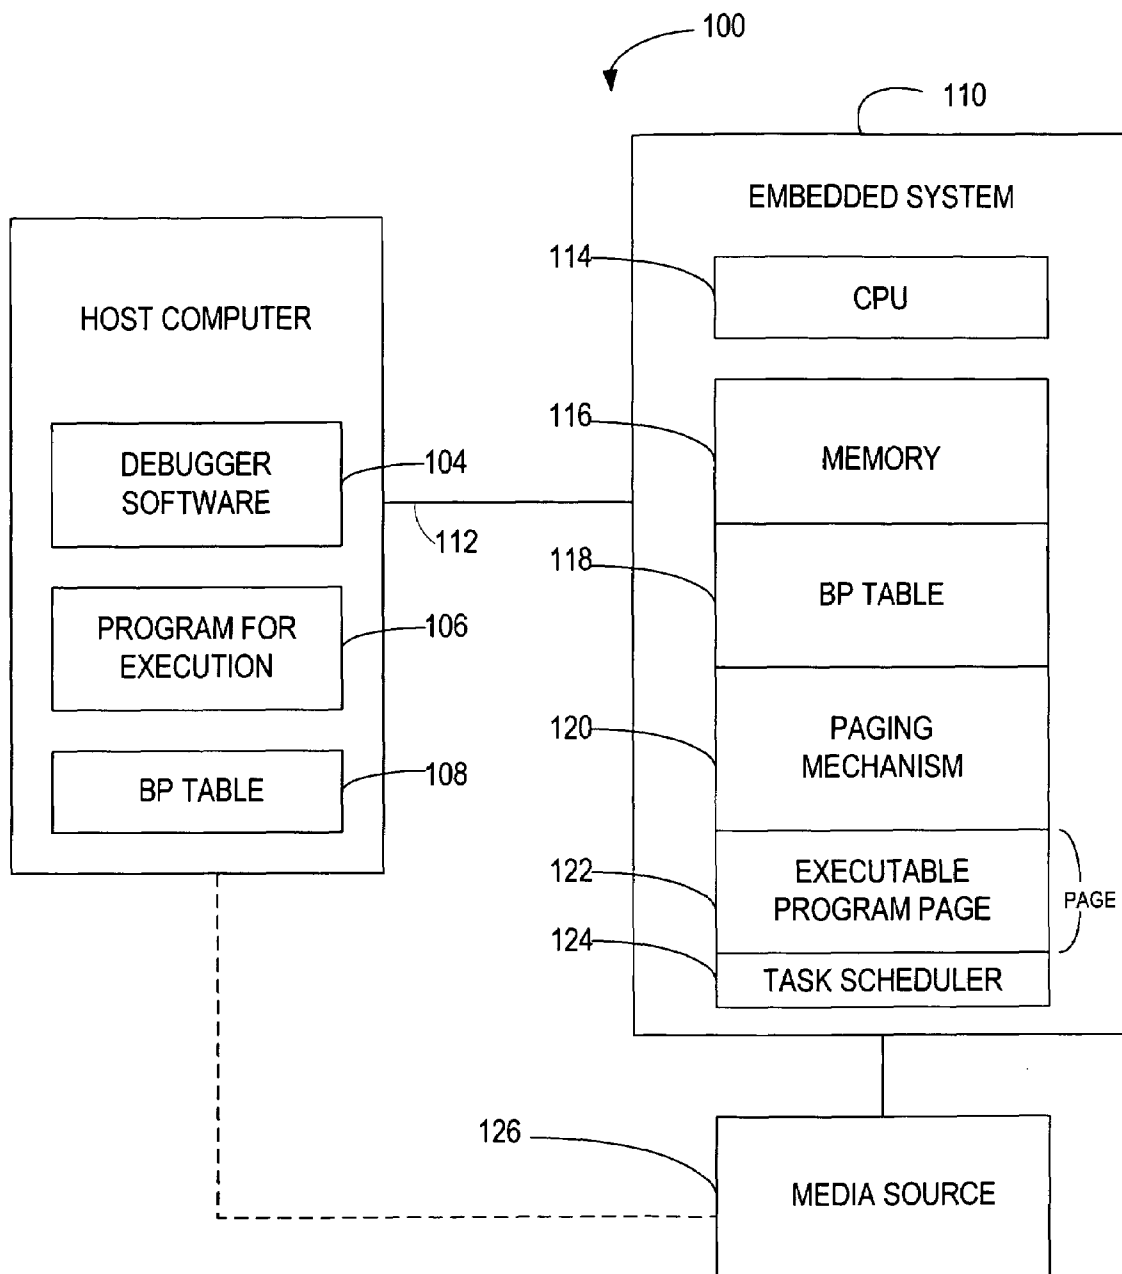 100
110
EMBEDDED SYSTEM
114
CPU
HOST COMPUTER
116
MEMORY
DEBUGGER
SOFTWARE
104
112
118
BP TABLE
PROGRAM FOR
EXECUTION
106
120
PAGING
MECHANISM
BP TABLE
108
122
EXECUTABLE
PROGRAM PAGE
PAGE
124
TASK SCHEDULER
126
MEDIA SOURCE